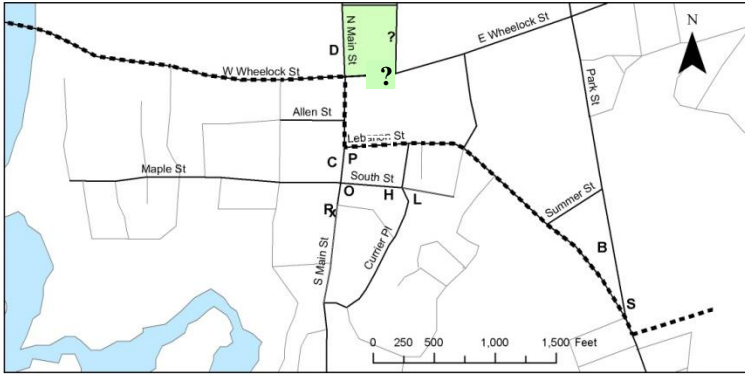 N Main St
E Wheelock St
N
?
D
?
W Wheelock St
Park St
Allen St
Lebanon St
C
P
Maple St
South St
O
H
L
Summer St
R
x
S Main St
Currier Pl
B
S
0 250 500 1,000 1,500 Feet